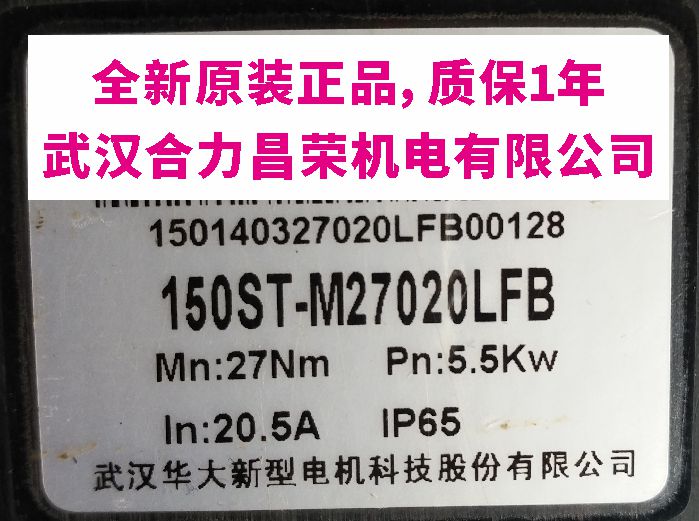 全新原装正品，质保1年
武汉合力昌荣机电有限公司
150140327020LFB00128
150ST-M27020LFB
Mn:27Nm Pn:5.5Kw
In:20.5A IP65
武汉华大新型电机科技股份有限公司